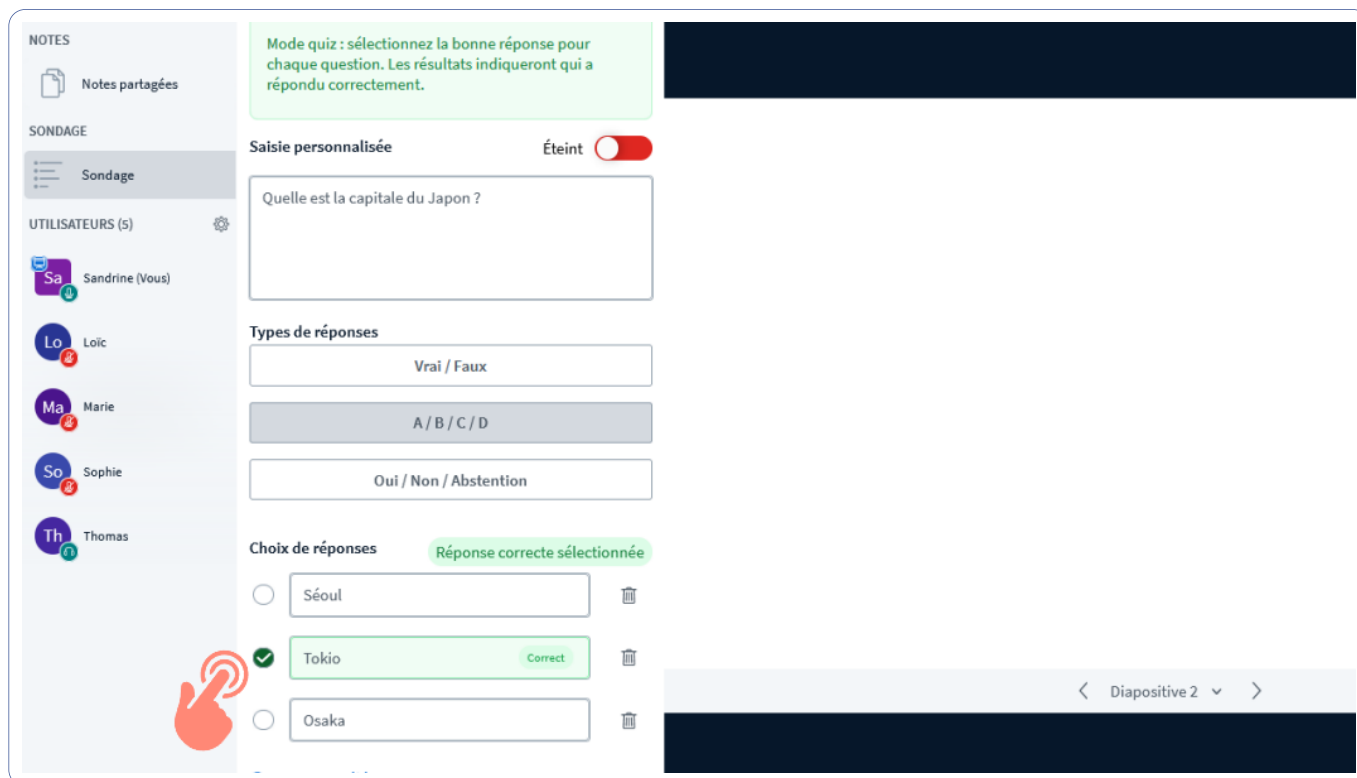 NOTES
Notes partagées
SONDAGE
Sondage
UTILISATEURS (5)
Sa
Sandrine (Vous)
Lo
Loïc
Ma
Marie
So
Sophie
Th
Thomas
Mode quiz : sélectionnez la bonne réponse pour
chaque question. Les résultats indiqueront qui a
répondu correctement.
Saisie personnalisée
Éteint
Quelle est la capitale du Japon ?
Types de réponses
Vrai / Faux
A / B / C / D
Oui / Non / Abstention
Choix de réponses
Réponse correcte sélectionnée
Séoul
Tokio
Correct
Osaka
Diapositive 2